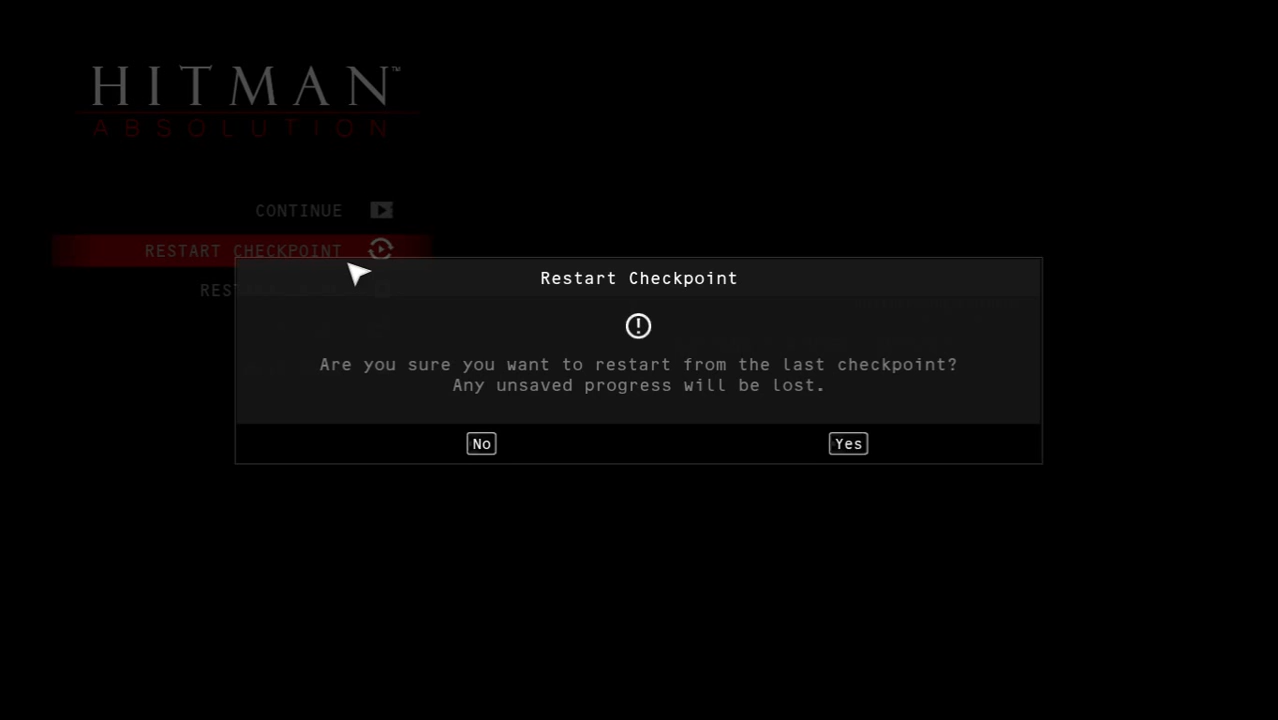 HITMAN™
ABSOLUTION
CONTINUE
RESTART CHECKPOINT
Restart Checkpoint
Are you sure you want to restart from the last checkpoint?
Any unsaved progress will be lost.
No
Yes